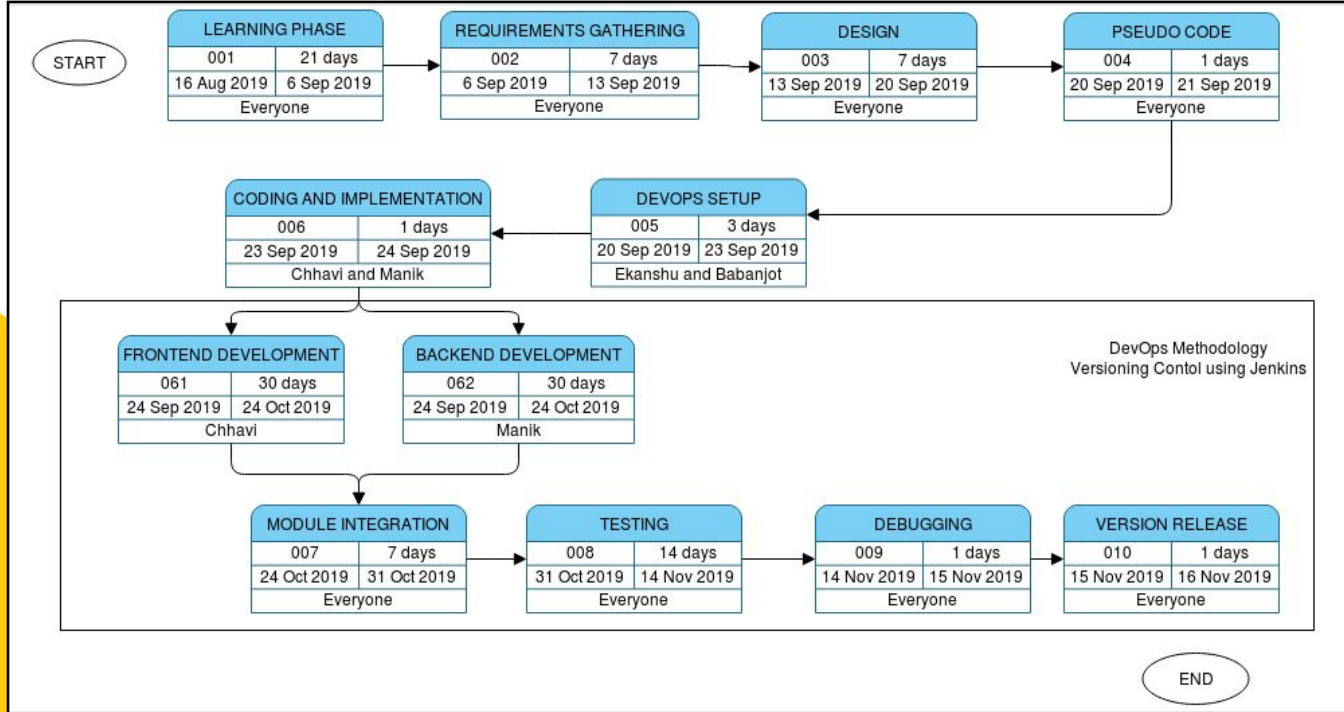 START
LEARNING PHASE
001 21 days
16 Aug 2019 6 Sep 2019
Everyone
REQUIREMENTS GATHERING
002 7 days
6 Sep 2019 13 Sep 2019
Everyone
DESIGN
003 7 days
13 Sep 2019 20 Sep 2019
Everyone
PSEUDO CODE
004 1 days
20 Sep 2019 21 Sep 2019
Everyone
DEVOPS SETUP
005 3 days
20 Sep 2019 23 Sep 2019
Ekanshu and Babanjot
CODING AND IMPLEMENTATION
006 1 days
23 Sep 2019 24 Sep 2019
Chhavi and Manik
DevOps Methodology
Versioning Contol using Jenkins
FRONTEND DEVELOPMENT
061 30 days
24 Sep 2019 24 Oct 2019
Chhavi
BACKEND DEVELOPMENT
062 30 days
24 Sep 2019 24 Oct 2019
Manik
MODULE INTEGRATION
007 7 days
24 Oct 2019 31 Oct 2019
Everyone
TESTING
008 14 days
31 Oct 2019 14 Nov 2019
Everyone
DEBUGGING
009 1 days
14 Nov 2019 15 Nov 2019
Everyone
VERSION RELEASE
010 1 days
15 Nov 2019 16 Nov 2019
Everyone
END